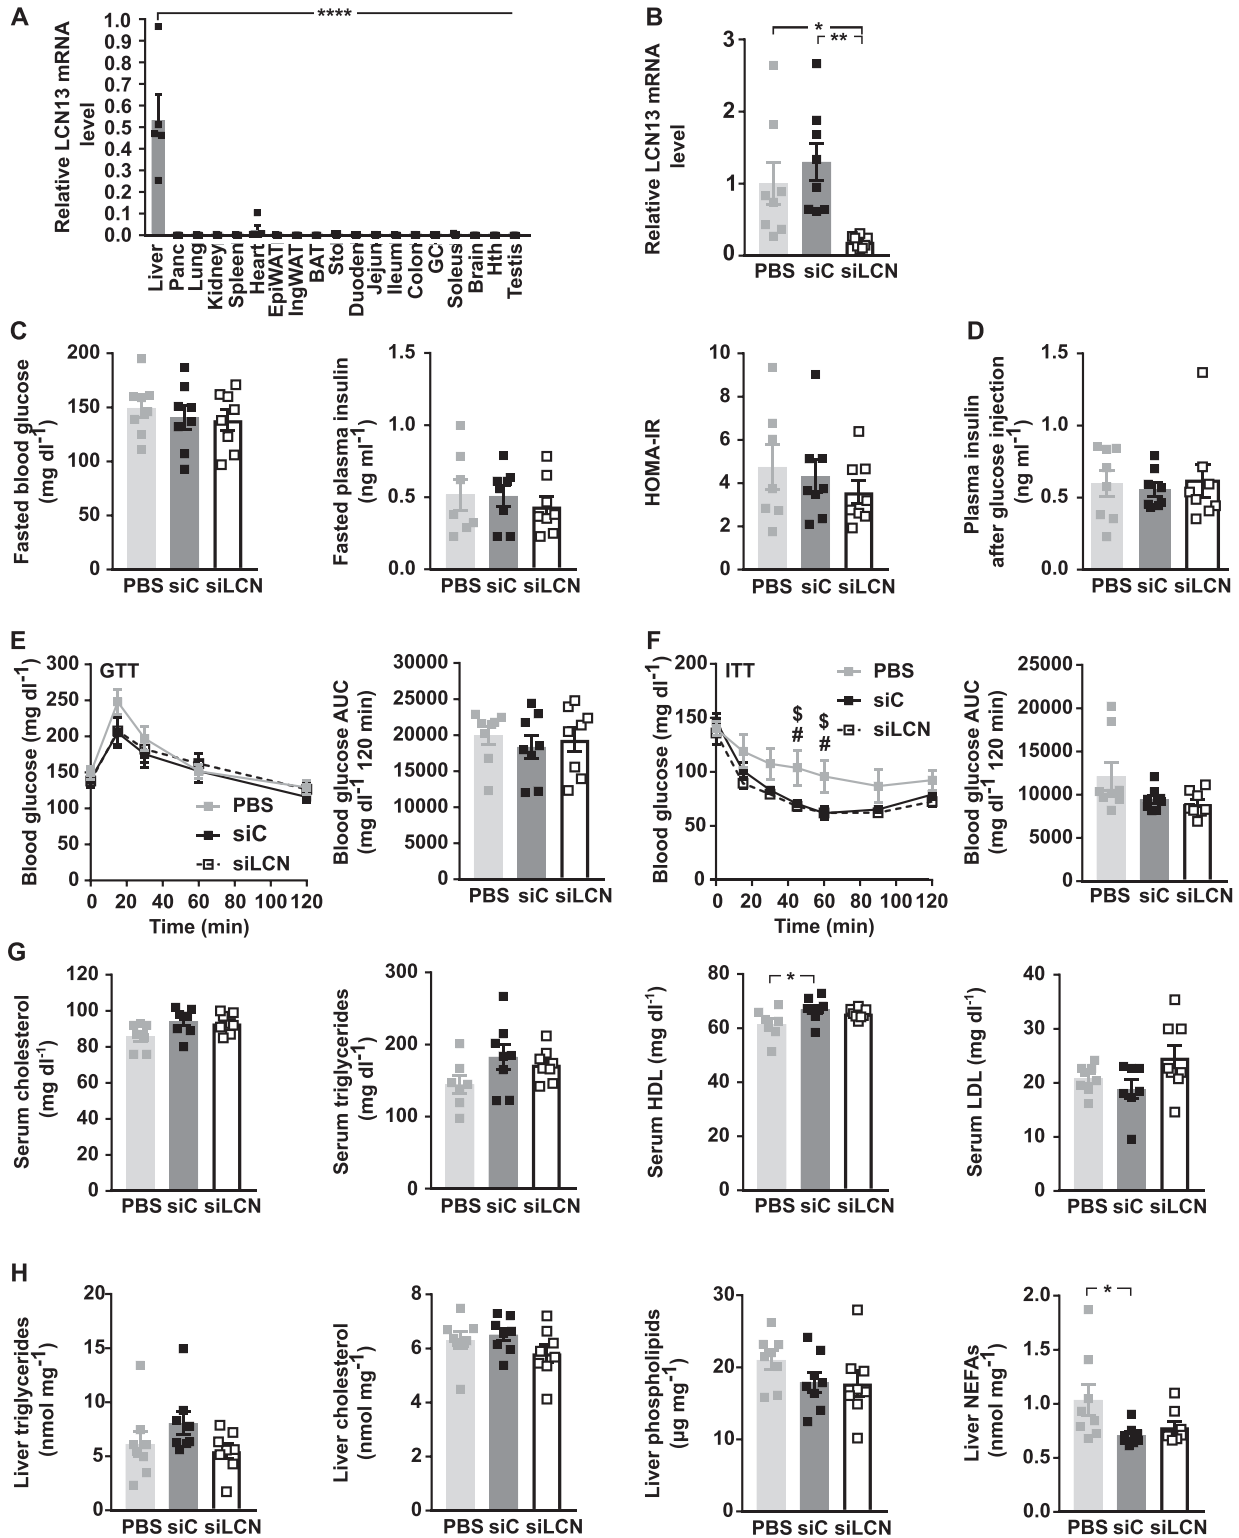 A
Relative LCN13 mRNA
level
1.0
0.9
0.8
0.7
0.6
0.5
0.4
0.3
0.2
0.1
0.0
****
Liver
Panc
Lung
Kidney
Spleen
Heart
EpiWAT
IngWAT
BAT
Sto
Duoden
Jejun
Ileum
Colon
GC
Soleus
Brain
Hth
Testis
B
Relative LCN13 mRNA
level
3
2
1
0
*
**
PBS siC siLCN
C
Fasted blood glucose
(mg dl-1)
200
150
100
50
0
PBS siC siLCN
Fasted plasma insulin
(ng ml-1)
1.5
1.0
0.5
0.0
PBS siC siLCN
HOMA-IR
10
8
6
4
2
0
PBS siC siLCN
D
Plasma insulin
after glucose injection
(ng ml-1)
1.5
1.0
0.5
0.0
PBS siC siLCN
E
Blood glucose (mg dl-1)
300
250
200
150
100
50
0
GTT
PBS
siC
siLCN
0 20 40 60 80 100 120
Time (min)
Blood glucose AUC
(mg dl-1 120 min)
30000
25000
20000
15000
10000
5000
0
PBS siC siLCN
F
Blood glucose (mg dl-1)
200
150
100
50
0
ITT
PBS
siC
siLCN
$ $
# #
0 20 40 60 80 100 120
Time (min)
Blood glucose AUC
(mg dl-1 120 min)
25000
20000
15000
10000
5000
0
PBS siC siLCN
G
Serum cholesterol
(mg dl-1)
120
100
80
60
40
20
0
PBS siC siLCN
Serum triglycerides
(mg dl-1)
300
200
100
0
PBS siC siLCN
Serum HDL (mg dl-1)
80
60
40
20
0
*
PBS siC siLCN
Serum LDL (mg dl-1)
40
30
20
10
0
PBS siC siLCN
H
Liver triglycerides
(nmol mg-1)
20
15
10
5
0
PBS siC siLCN
Liver cholesterol
(nmol mg-1)
8
6
4
2
0
PBS siC siLCN
Liver phospholipids
(µg mg-1)
30
20
10
0
PBS siC siLCN
Liver NEFAs
(nmol mg-1)
2.0
1.5
1.0
0.5
0.0
*
PBS siC siLCN